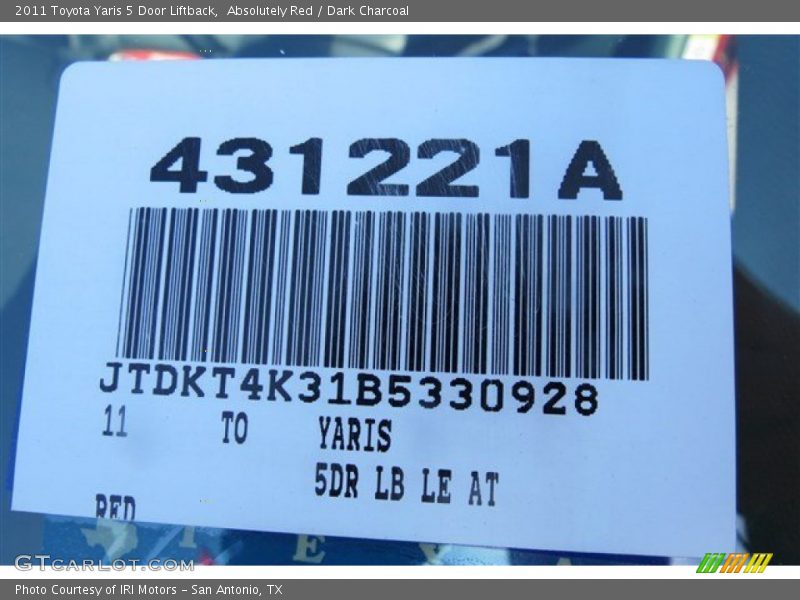 2011 Toyota Yaris 5 Door Liftback,  Absolutely Red / Dark Charcoal
431221A
JTDKT4K31B5330928
11 TO YARIS
5DR LB LE AT
RED
GTCARLOT.COM
Photo Courtesy of IRI Motors – San Antonio, TX